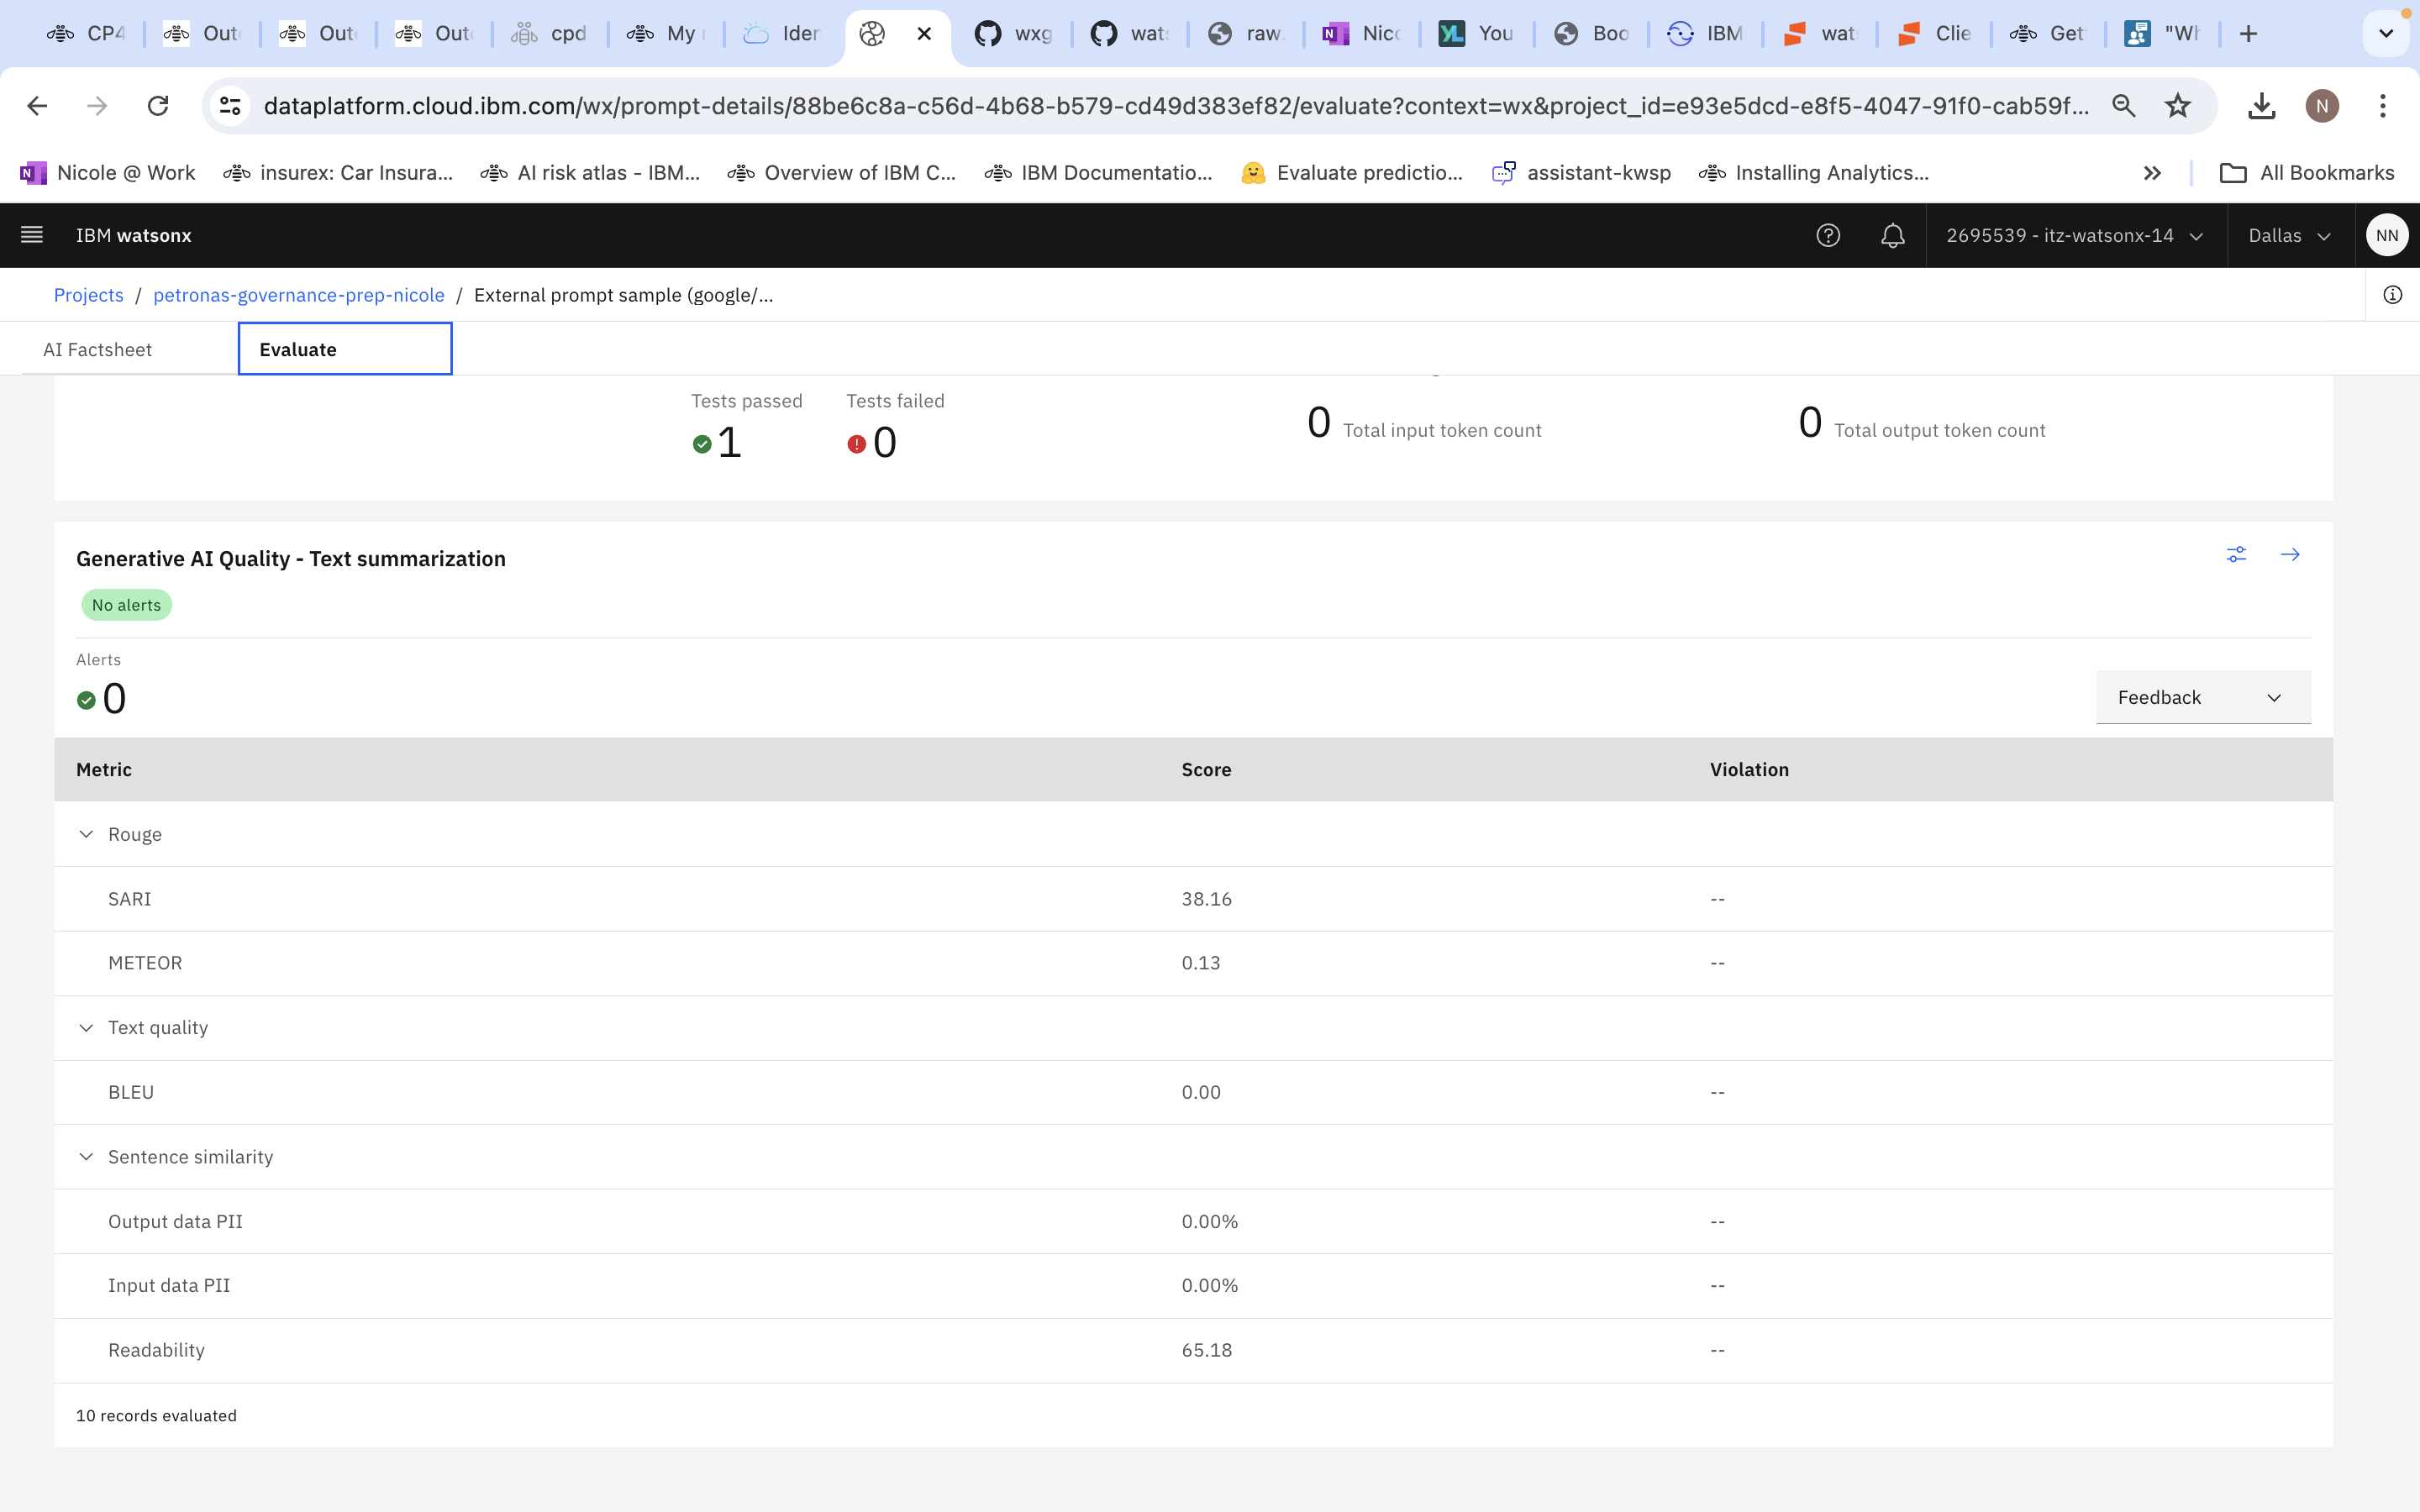 CP4 Out Out Out cpd My Iden wxg wat raw Nicc You Boo IBM wat Clie Get "Wh
dataplatform.cloud.ibm.com/wx/prompt-details/88be6c8a-c56d-4b68-b579-cd49d383ef82/evaluate?context=wx&project_id=e93e5dcd-e8f5-4047-91f0-cab59f... N
N Nicole @ Work insurex: Car Insura... AI risk atlas - IBM... Overview of IBM C... IBM Documentatio... Evaluate predictio... assistant-kwsp Installing Analytics... All Bookmarks
IBM watsonx 2695539 - itz-watsonx-14 Dallas NN
Projects / petronas-governance-prep-nicole / External prompt sample (google/...
AI Factsheet Evaluate
Tests passed Tests failed
1 0 0 Total input token count 0 Total output token count
Generative AI Quality - Text summarization
No alerts
Alerts
0 Feedback
Metric Score Violation
Rouge
SARI 38.16 --
METEOR 0.13 --
Text quality
BLEU 0.00 --
Sentence similarity
Output data PII 0.00% --
Input data PII 0.00% --
Readability 65.18 --
10 records evaluated